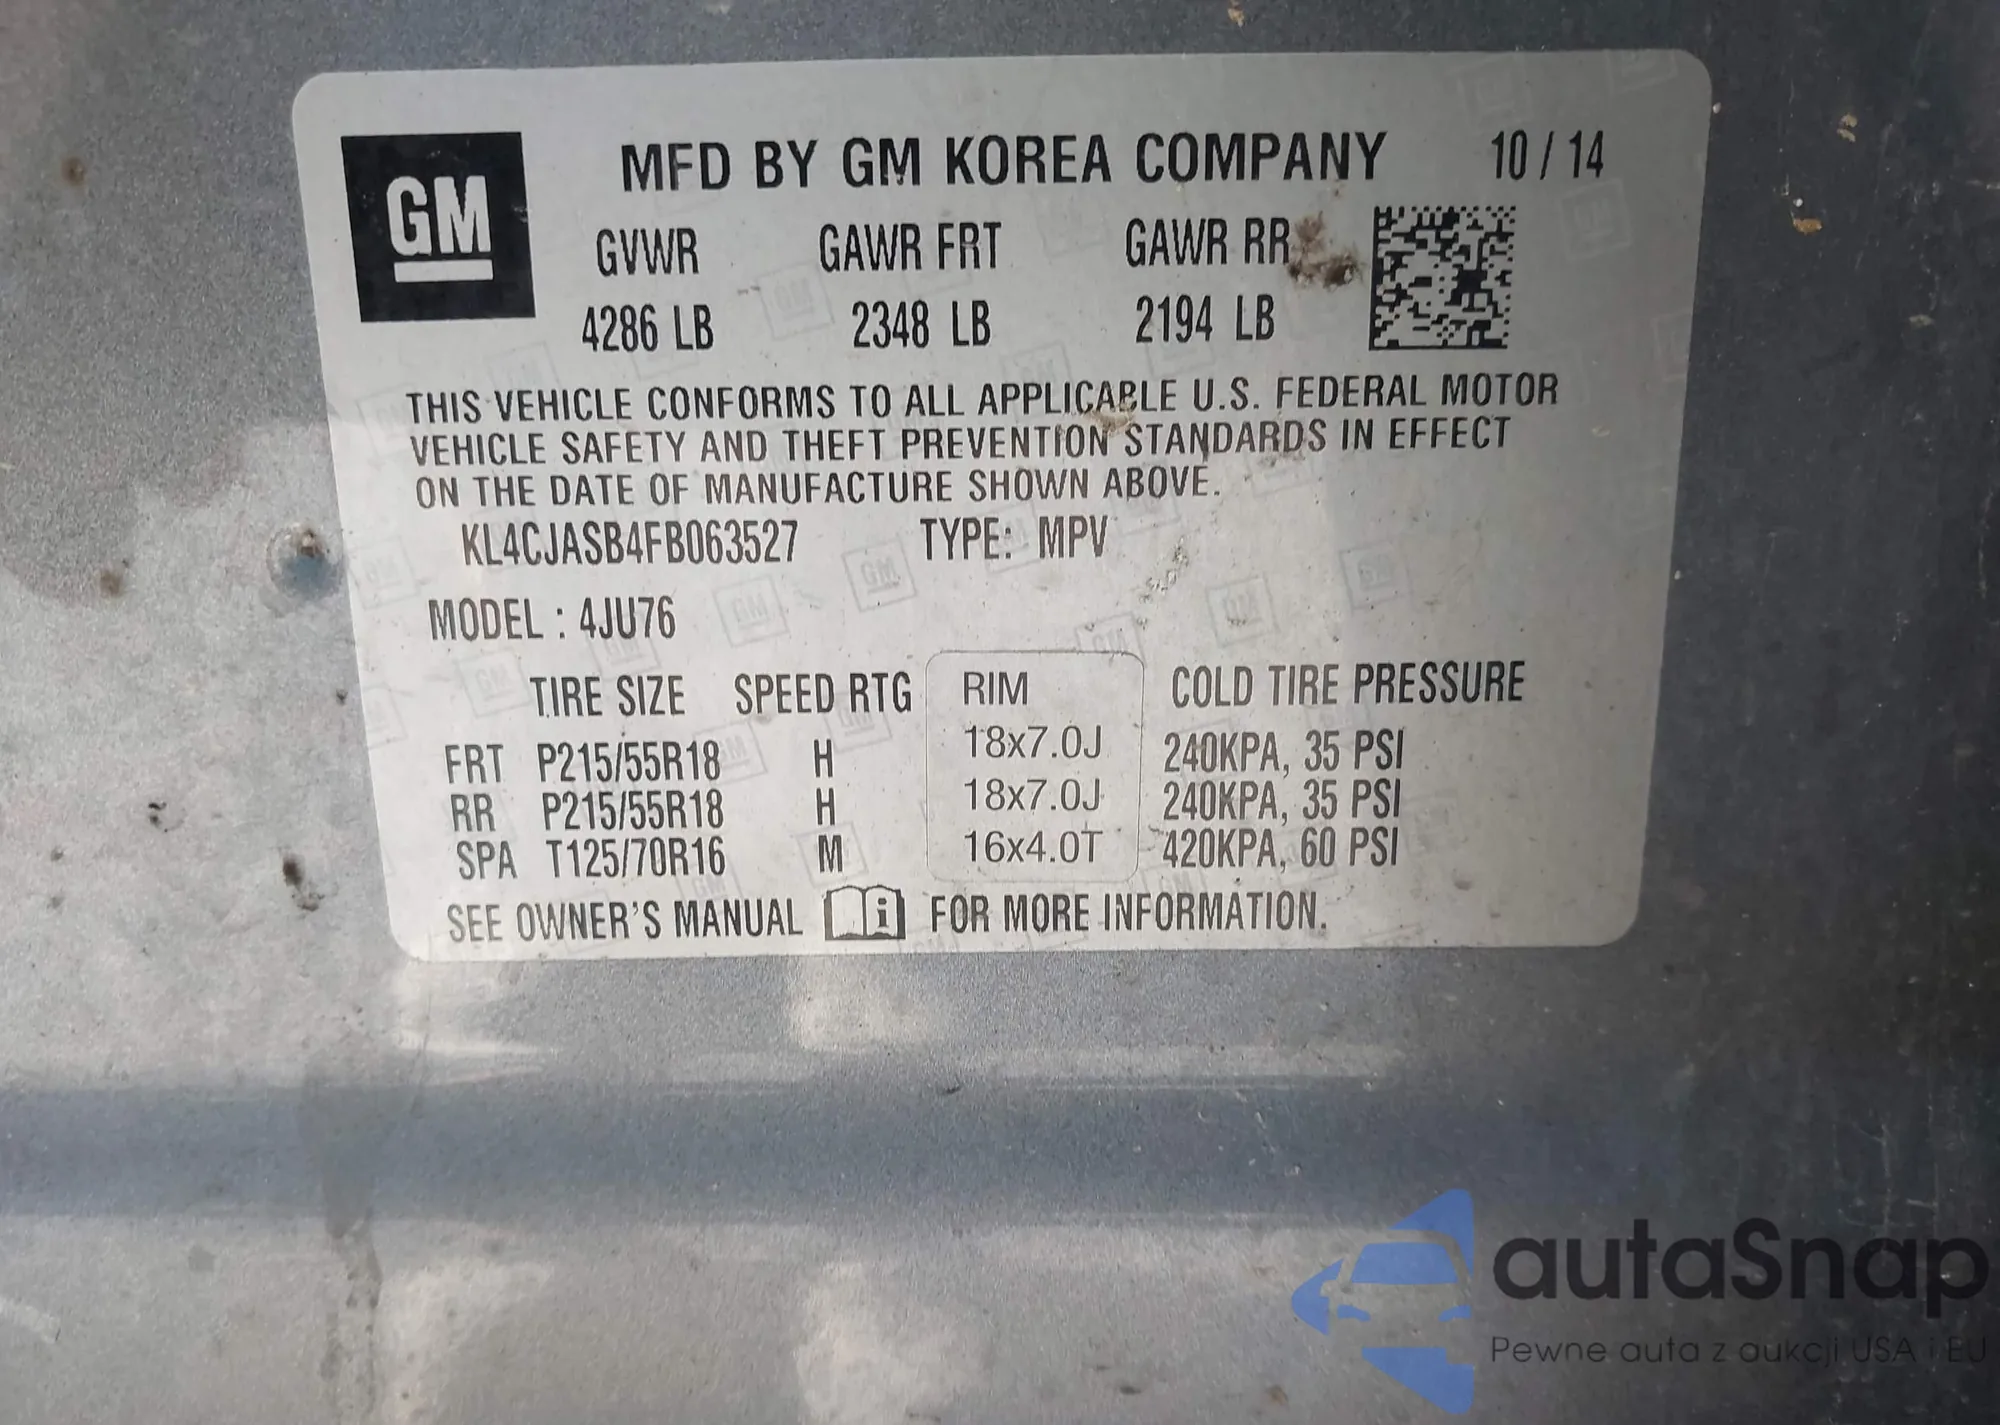 GM
MFD BY GM KOREA COMPANY 10 / 14
GVWR GAWR FRT GAWR RR
4286 LB 2348 LB 2194 LB
THIS VEHICLE CONFORMS TO ALL APPLICABLE U.S. FEDERAL MOTOR
VEHICLE SAFETY AND THEFT PREVENTION STANDARDS IN EFFECT
ON THE DATE OF MANUFACTURE SHOWN ABOVE.
KL4CJASB4FB063527 TYPE: MPV
MODEL : 4JU76
TIRE SIZE SPEED RTG RIM COLD TIRE PRESSURE
FRT P215/55R18 H 18x7.0J 240KPA, 35 PSI
RR P215/55R18 H 18x7.0J 240KPA, 35 PSI
SPA T125/70R16 M 16x4.0T 420KPA, 60 PSI
SEE OWNER'S MANUAL i FOR MORE INFORMATION.
autaSnap
Pewne auta z aukcji USA i EU